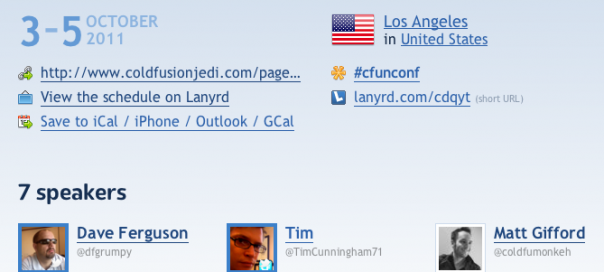 3-5 OCTOBER
2011
Los Angeles
in United States
http://www.coldfusionjedi.com/page...
#cfunconf
View the schedule on Lanyrd
lanyrd.com/cdqyt (short URL)
Save to iCal / iPhone / Outlook / GCal
7 speakers
Dave Ferguson
@dfgrumpy
Tim
@TimCunningham71
Matt Gifford
@coldfumonkeh